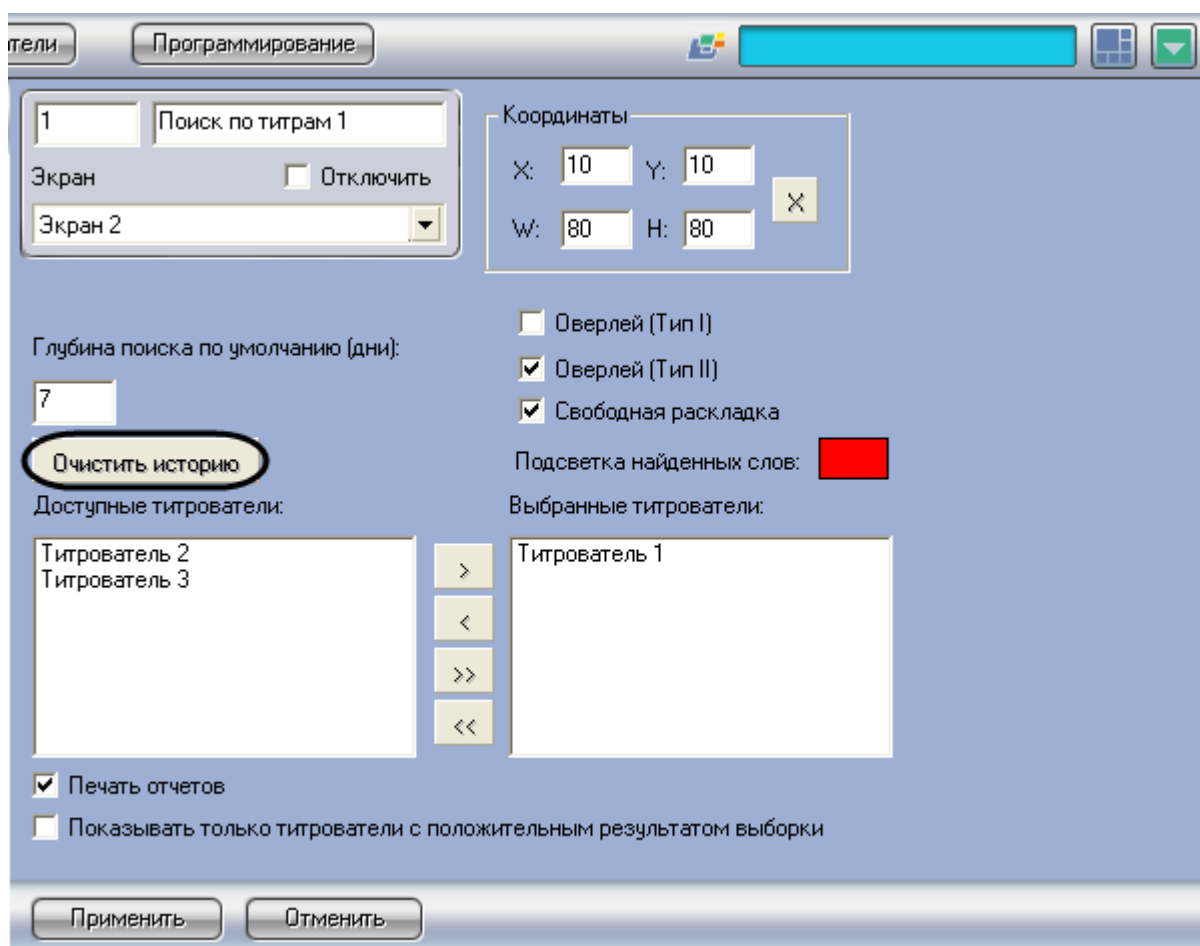 Программирование
1
Поиск по титрам 1
Экран
Отключить
Экран 2
Координаты
X: 10 Y: 10
X
W: 80 H: 80
Оверлей (Тип I)
Глубина поиска по умолчанию (дни):
Оверлей (Тип II)
7
Свободная раскладка
Очистить историю
Подсветка найденных слов:
Доступные титрователи:
Выбранные титрователи:
Титрователь 2
Титрователь 3
>
<
>>
<<
Титрователь 1
Печать отчетов
Показывать только титрователи с положительным результатом выборки
Применить
Отменить